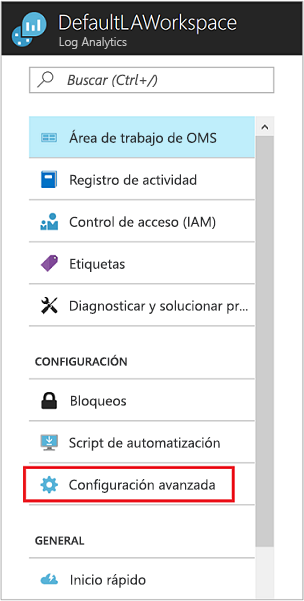 DefaultLAWorkspace
Log Analytics
Buscar (Ctrl+/)
Área de trabajo de OMS
Registro de actividad
Control de acceso (IAM)
Etiquetas
Diagnosticar y solucionar pr...
CONFIGURACIÓN
Bloqueos
Script de automatización
Configuración avanzada
GENERAL
Inicio rápido